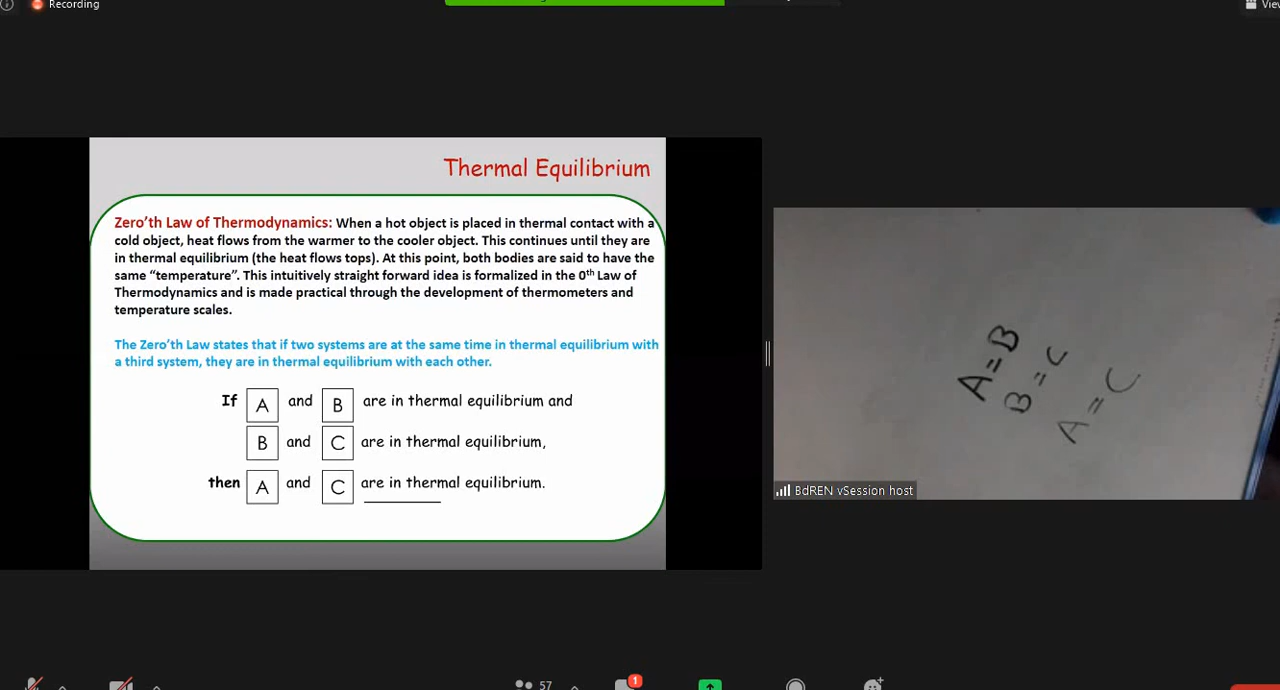 Recording
View
Thermal Equilibrium
Zero’th Law of Thermodynamics: When a hot object is placed in thermal contact with a
cold object, heat flows from the warmer to the cooler object. This continues until they are
in thermal equilibrium (the heat flows tops). At this point, both bodies are said to have the
same “temperature”. This intuitively straight forward idea is formalized in the 0th Law of
Thermodynamics and is made practical through the development of thermometers and
temperature scales.
The Zero’th Law states that if two systems are at the same time in thermal equilibrium with
a third system, they are in thermal equilibrium with each other.
If A and B are in thermal equilibrium and
B and C are in thermal equilibrium,
then A and C are in thermal equilibrium.
A=B
B=C
A=C
BdREN vSession host
57
1